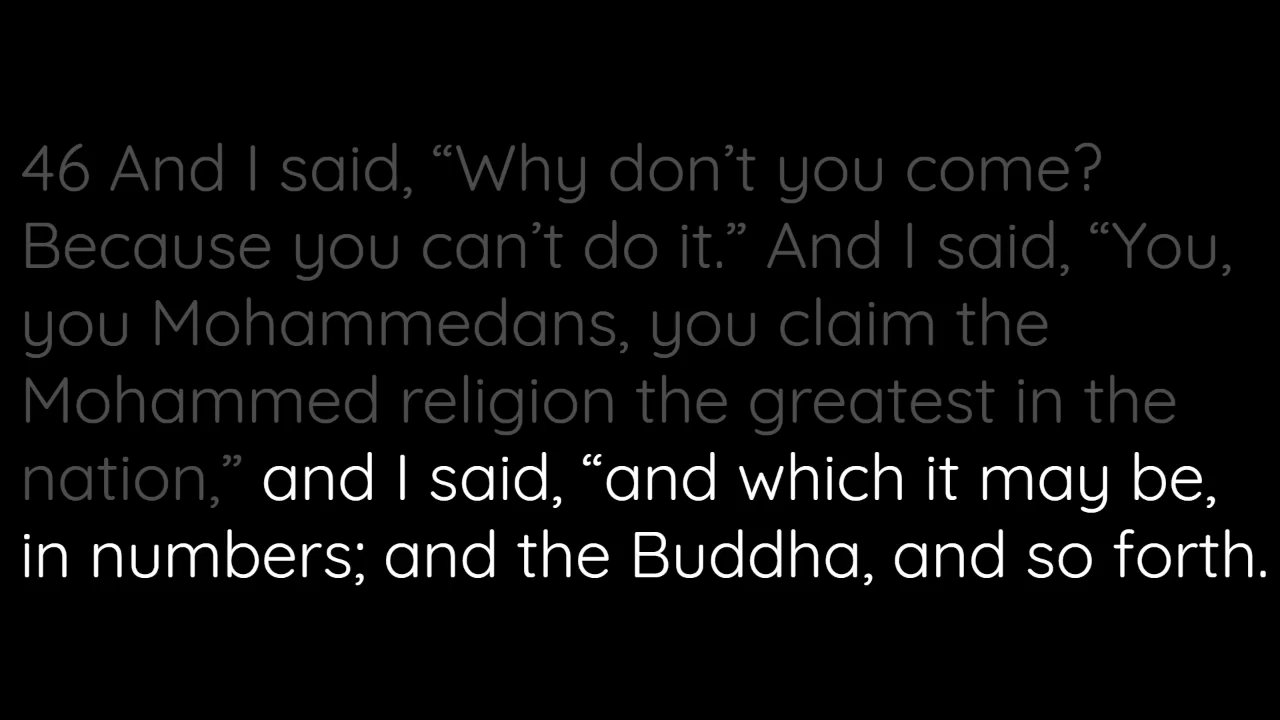 46 And I said, “Why don’t you come?
Because you can’t do it.” And I said, “You,
you Mohammedans, you claim the
Mohammed religion the greatest in the
nation,” and I said, “and which it may be,
in numbers; and the Buddha, and so forth.